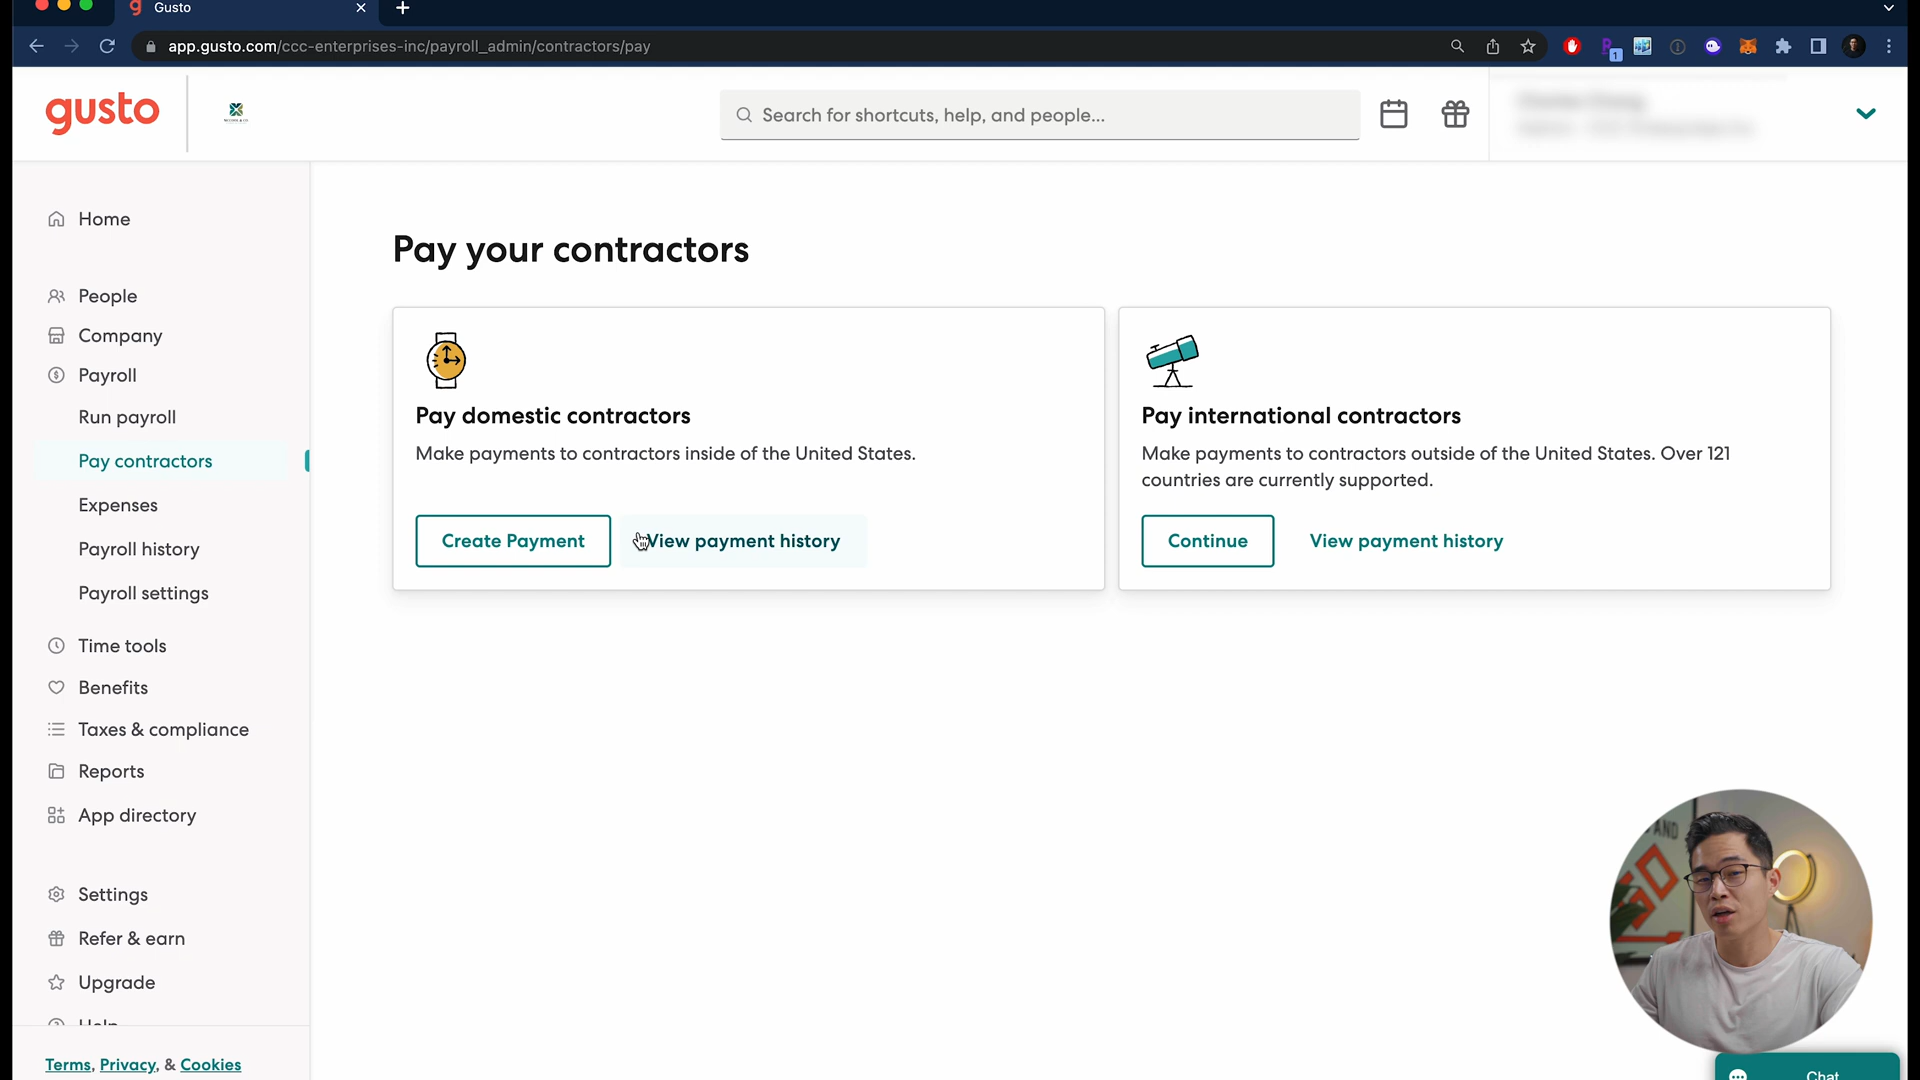 Gusto
app.gusto.com/ccc-enterprises-inc/payroll_admin/contractors/pay
1
gusto
Search for shortcuts, help, and people...
Home
People
Company
Payroll
Run payroll
Pay contractors
Expenses
Payroll history
Payroll settings
Time tools
Benefits
Taxes & compliance
Reports
App directory
Settings
Refer & earn
Upgrade
Help
Terms, Privacy, & Cookies
Pay your contractors
Pay domestic contractors
Make payments to contractors inside of the United States.
Create Payment
View payment history
Pay international contractors
Make payments to contractors outside of the United States. Over 121
countries are currently supported.
Continue
View payment history
Chat